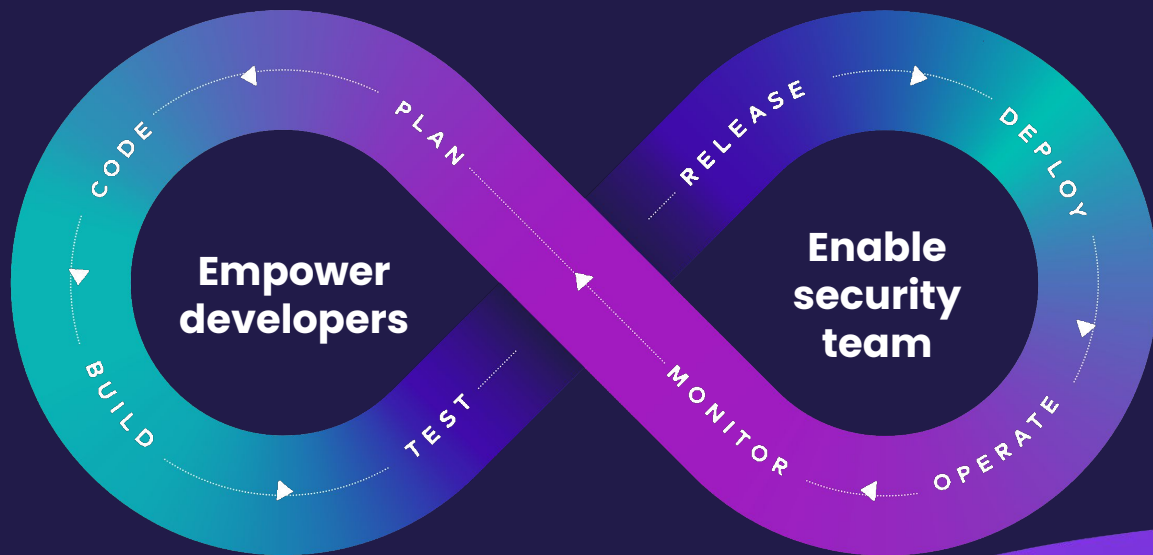 PLAN
CODE
BUILD
TEST
RELEASE
DEPLOY
OPERATE
MONITOR
Empower
developers
Enable
security
team